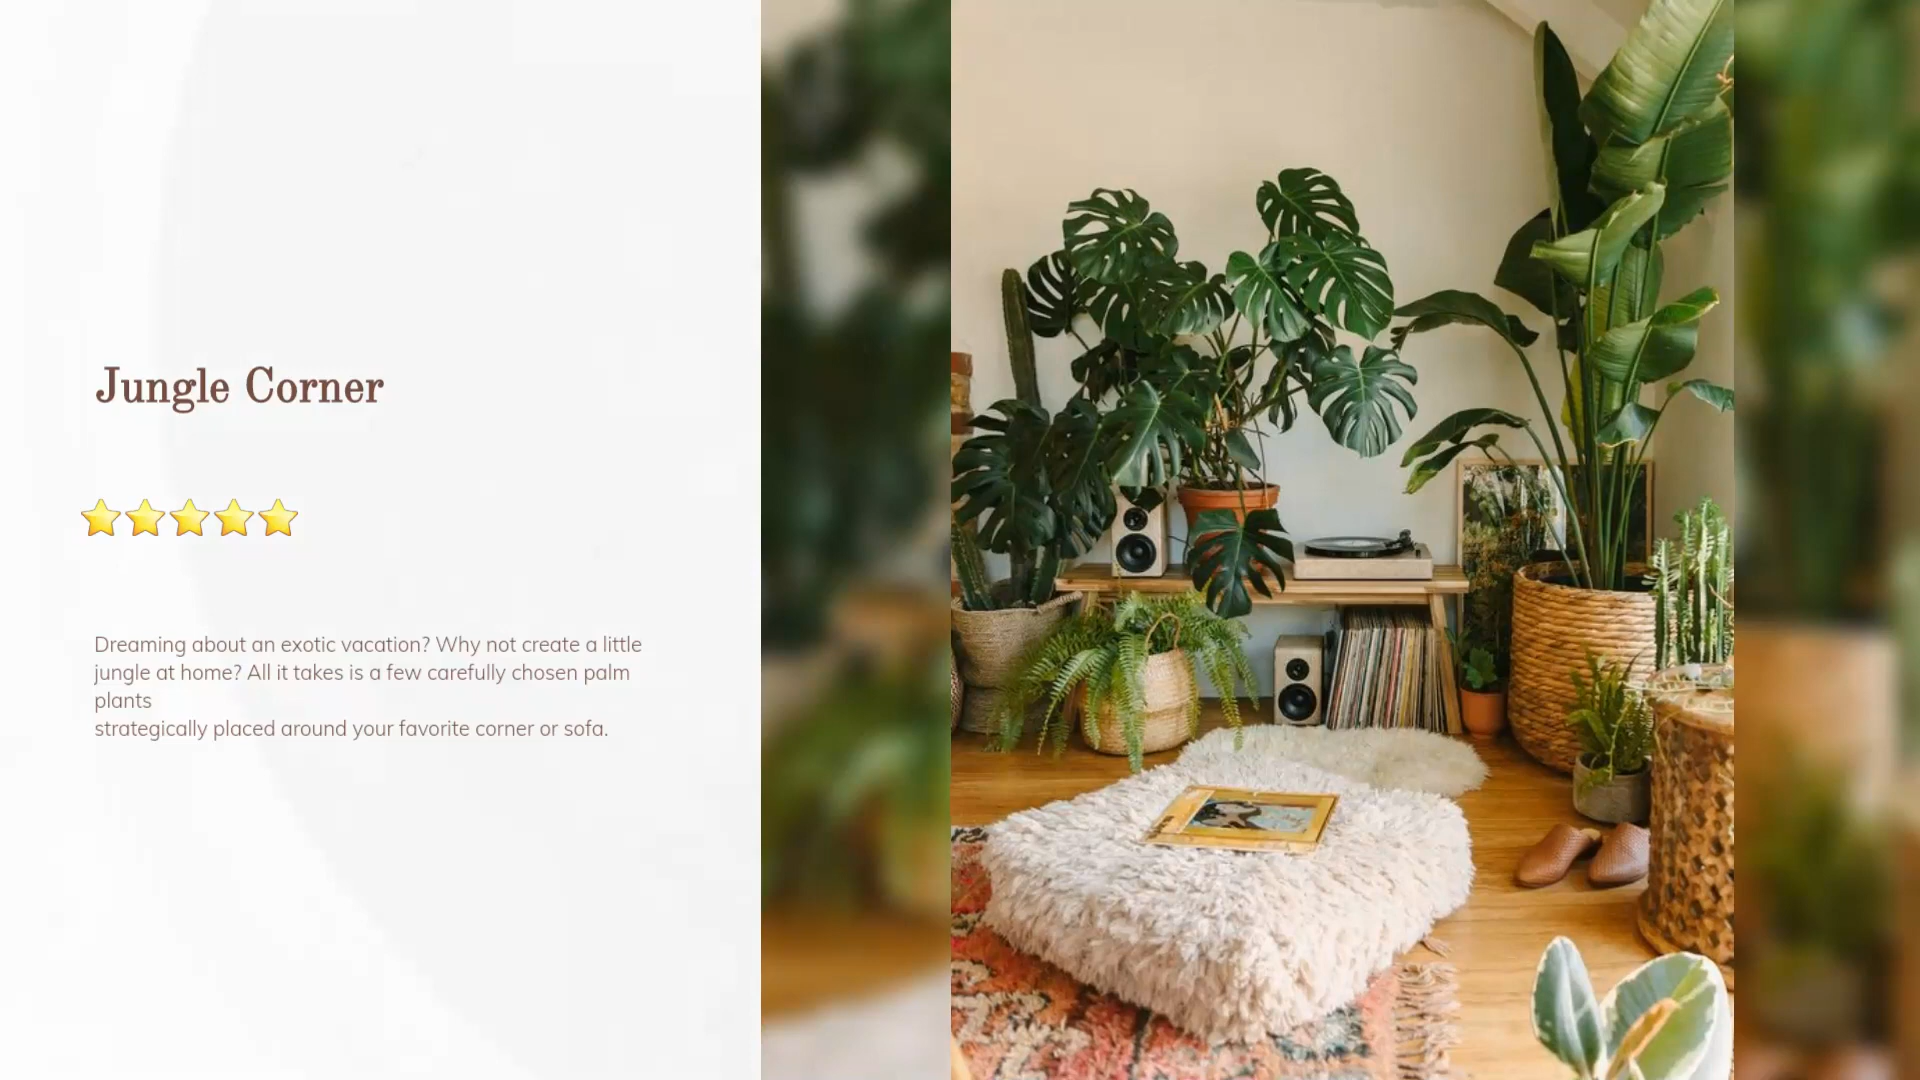 Jungle Corner
Dreaming about an exotic vacation? Why not create a little
jungle at home? All it takes is a few carefully chosen palm
plants
strategically placed around your favorite corner or sofa.